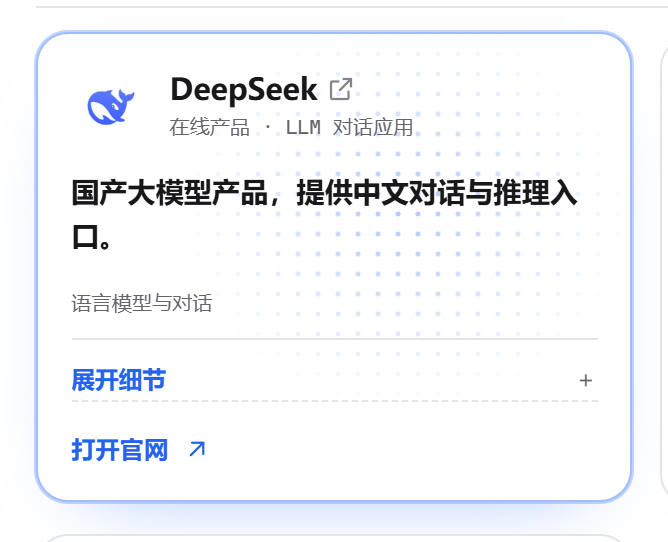 DeepSeek
在线产品 · LLM 对话应用
国产大模型产品，提供中文对话与推理入
口。
语言模型与对话
展开细节 +
打开官网